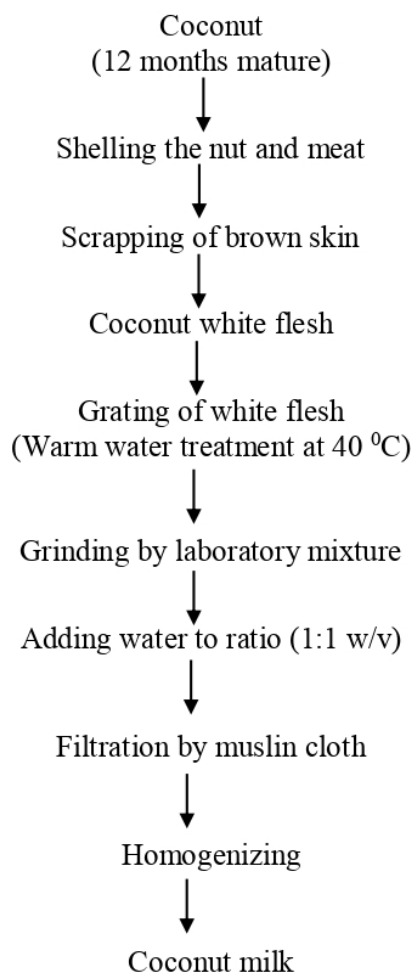 Coconut
(12 months mature)
Shelling the nut and meat
Scrapping of brown skin
Coconut white flesh
Grating of white flesh
(Warm water treatment at 40 ⁰C)
Grinding by laboratory mixture
Adding water to ratio (1:1 w/v)
Filtration by muslin cloth
Homogenizing
Coconut milk